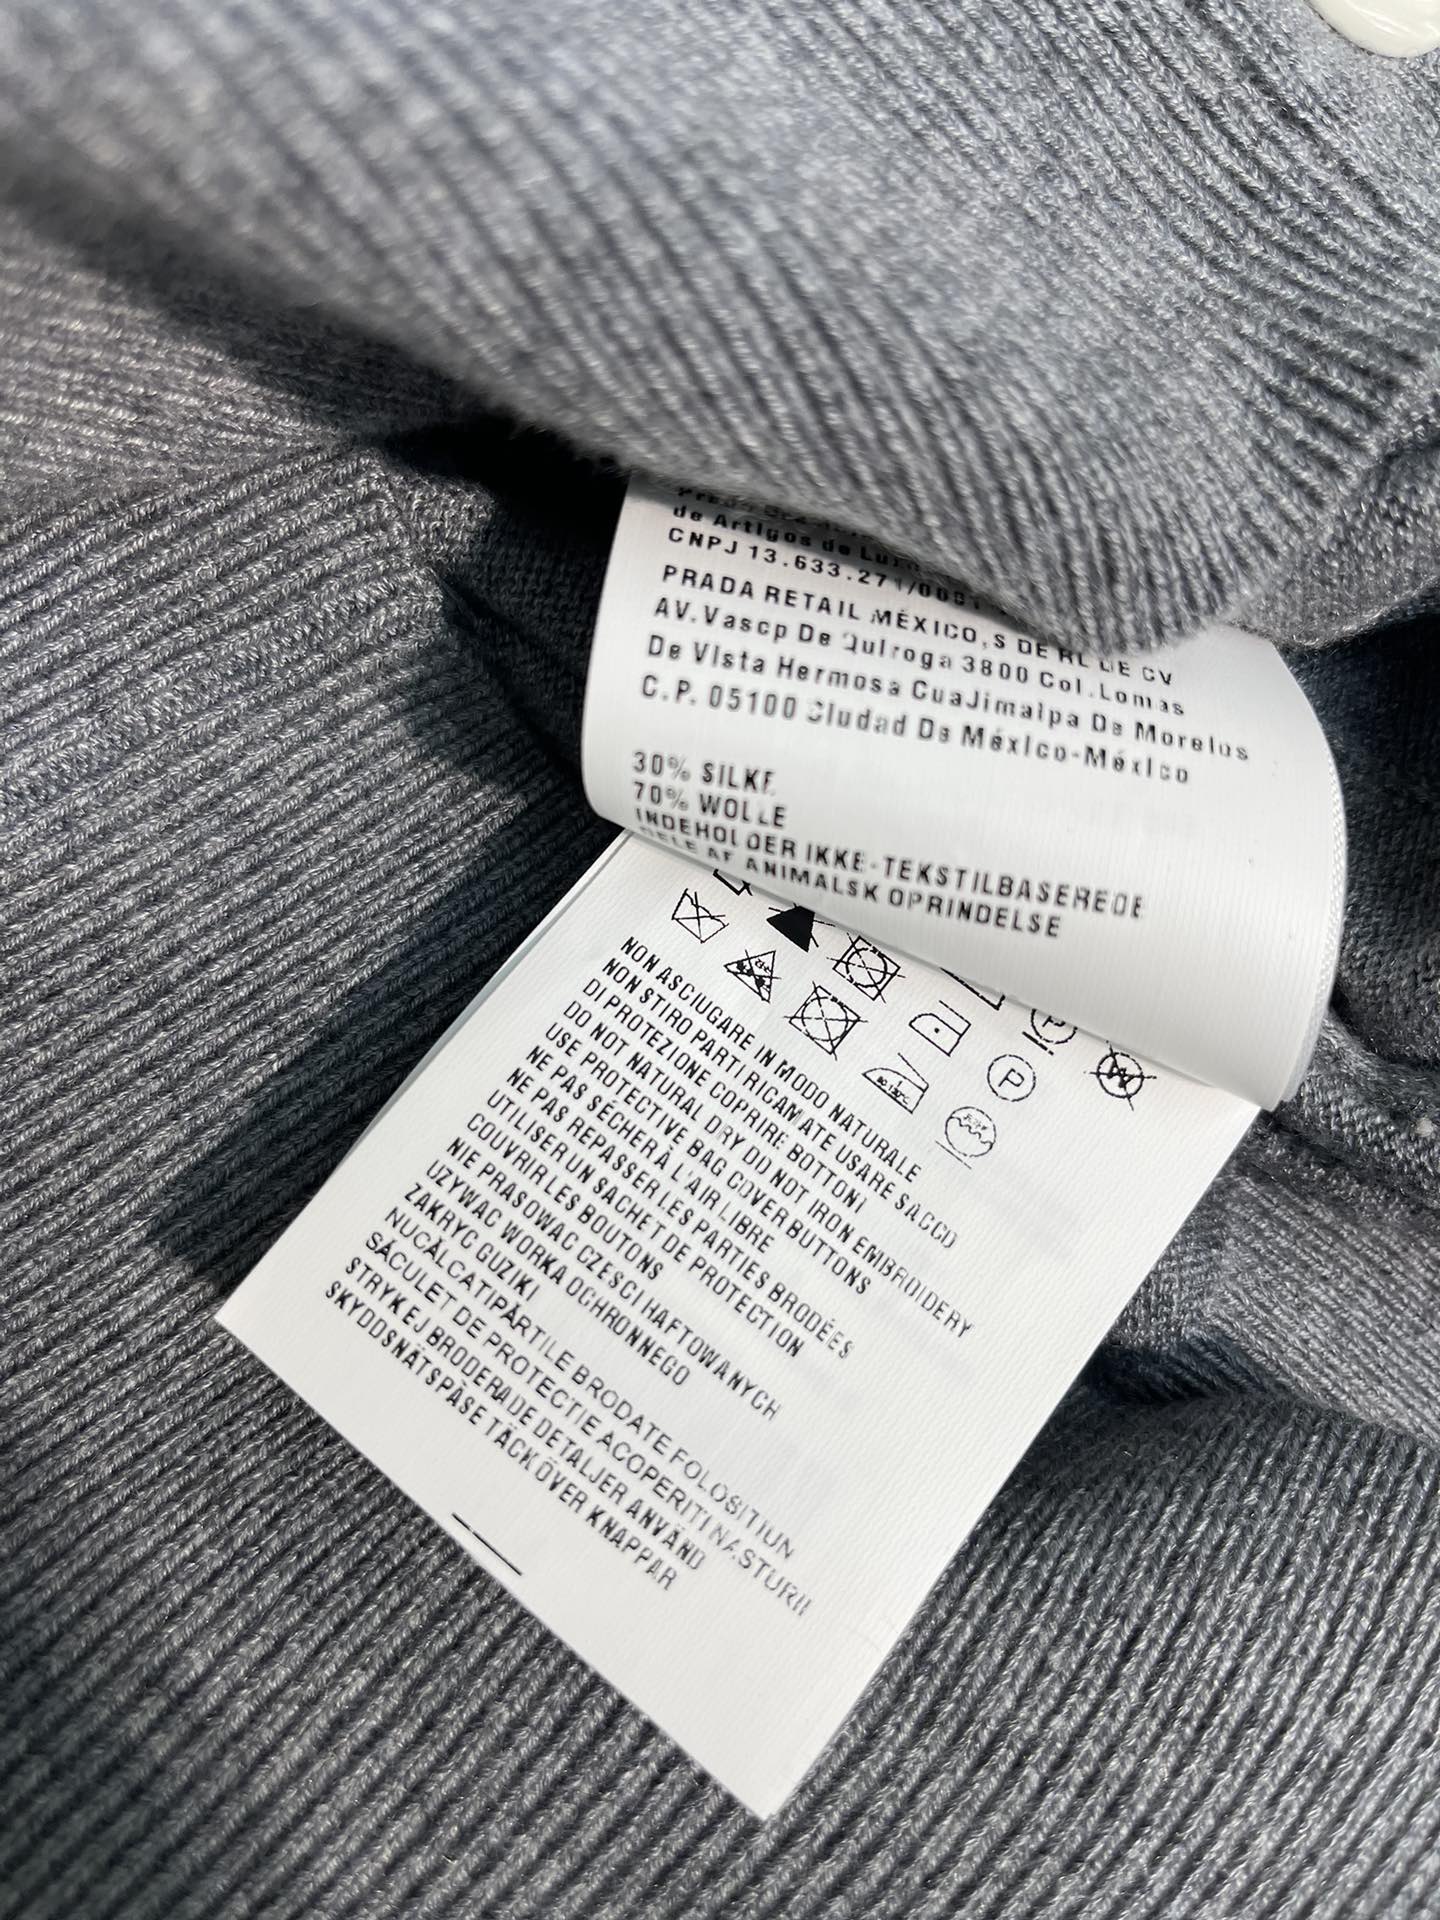 de Artigos de
CNPJ 13.633.271/0001
PRADA RETAIL MÉXICO,S DE RL DE CV
AV.Vascp De Quiroga 3800 Col.Lomas
De VIsta Hermosa CuaJimalpa De Morelos
C.P. 05100 Ciudad De MéxIco-MéxIco
30% SILKE
70% WOLLE
INDEHOLDER IKKE-TEKSTILBASEREDE
DELE AF ANIMALSK OPRINDELSE
P
P
W
NON ASCIUGARE IN MODO NATURALE
NON STIRO PARTI RICAMATE USARE SACCO
DI PROTEZIONE COPRIRE BOTTONI
DO NOT NATURAL DRY DO NOT IRON EMBROIDERY
USE PROTECTIVE BAG COVER BUTTONS
NE PAS SÉCHER À L'AIR LIBRE
NE PAS REPASSER LES PARTIES BRODÉES
UTILISER UN SACHET DE PROTECTION
COUVRIR LES BOUTONS
NIE PRASOWAC CZESCI HAFTOWANYCH
UZYWAC WORKA OCHRONNEGO
ZAKRYC GUZIKI
NUCĂLCATIPĂRTILE BRODATE FOLOSITIUN
SĂCULET DE PROTECTIE ACOPERITI NASTURII
STRYK EJ BRODERAIDE DETALJER ANVÄND
SKYDDSNÄTSPÅSE TÄCK ÖVER KNAPPAR